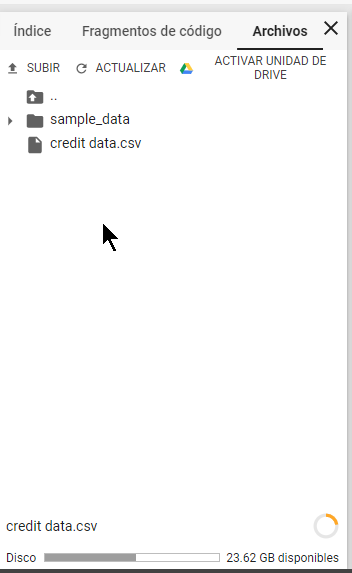 Índice Fragmentos de código Archivos
SUBIR ACTUALIZAR ACTIVAR UNIDAD DE
DRIVE
..
sample_data
credit data.csv
credit data.csv
Disco 23.62 GB disponibles